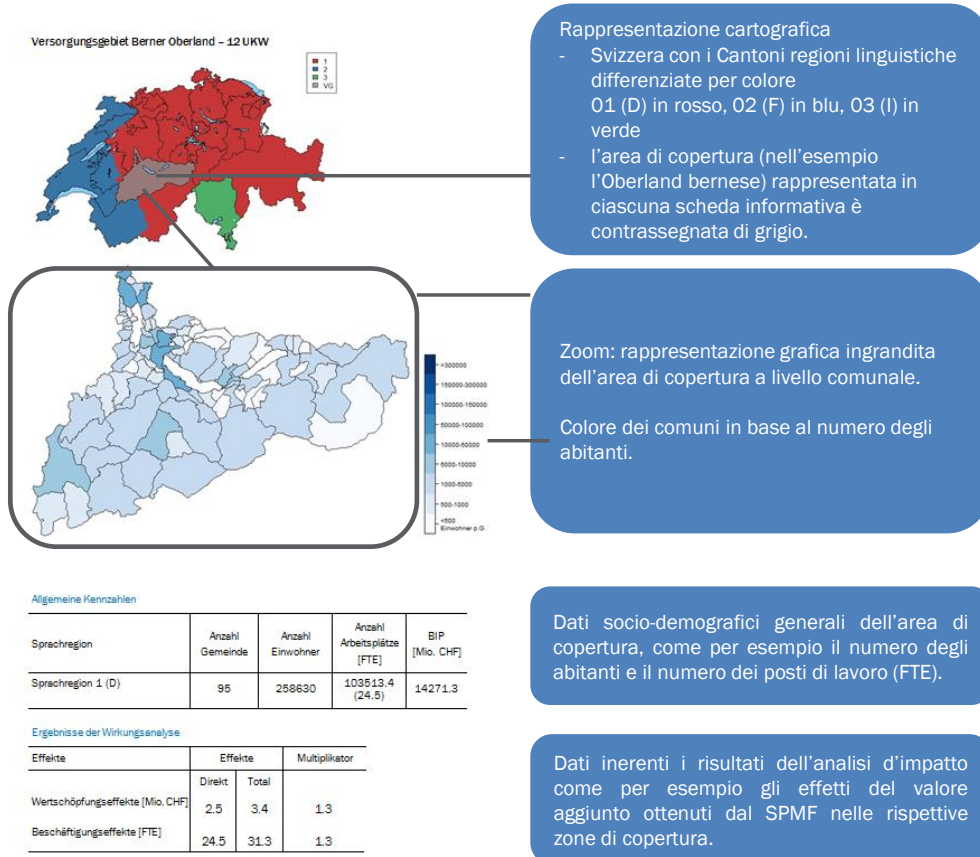 Versorgungsgebiet Berner Oberland – 12 UKW
1
2
3
VG
Rappresentazione cartografica
- Svizzera con i Cantoni regioni linguistiche
differenziate per colore
01 (D) in rosso, 02 (F) in blu, 03 (I) in
verde
- l'area di copertura (nell'esempio
l'Oberland bernese) rappresentata in
ciascuna scheda informativa è
contrassegnata di grigio.
>300000
150000-300000
100000-150000
50000-100000
10000-50000
5000-10000
1000-5000
500-1000
<500
Einwohner p.G.
Zoom: rappresentazione grafica ingrandita
dell'area di copertura a livello comunale.
Colore dei comuni in base al numero degli
abitanti.
Allgemeine Kennzahlen
Sprachregion Anzahl Gemeinde Anzahl Einwohner Anzahl Arbeitsplätze [FTE] BIP [Mio. CHF]
Sprachregion 1 (D) 95 258630 103513.4 (24.5) 14271.3
Dati socio-demografici generali dell'area di
copertura, come per esempio il numero degli
abitanti e il numero dei posti di lavoro (FTE).
Ergebnisse der Wirkungsanalyse
Effekte Effekte Multiplikator
Direkt Total
Wertschöpfungseffekte [Mio. CHF] 2.5 3.4 1.3
Beschäftigungseffekte [FTE] 24.5 31.3 1.3
Dati inerenti i risultati dell'analisi d'impatto
come per esempio gli effetti del valore
aggiunto ottenuti dal SPMF nelle rispettive
zone di copertura.